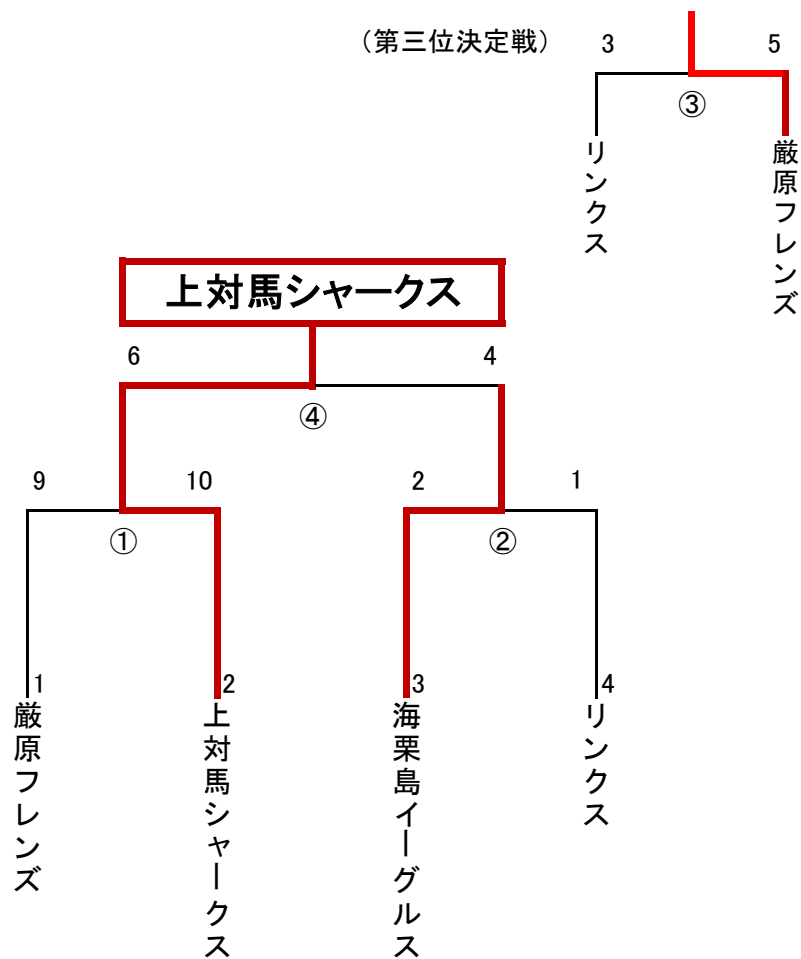 （第三位決定戦）
3
5
③
リンクス
厳原フレンズ
上対馬シャークス
6
4
④
9
10
2
1
①
②
1
2
3
4
厳原フレンズ
上対馬シャークス
海栗島イーグルス
リンクス